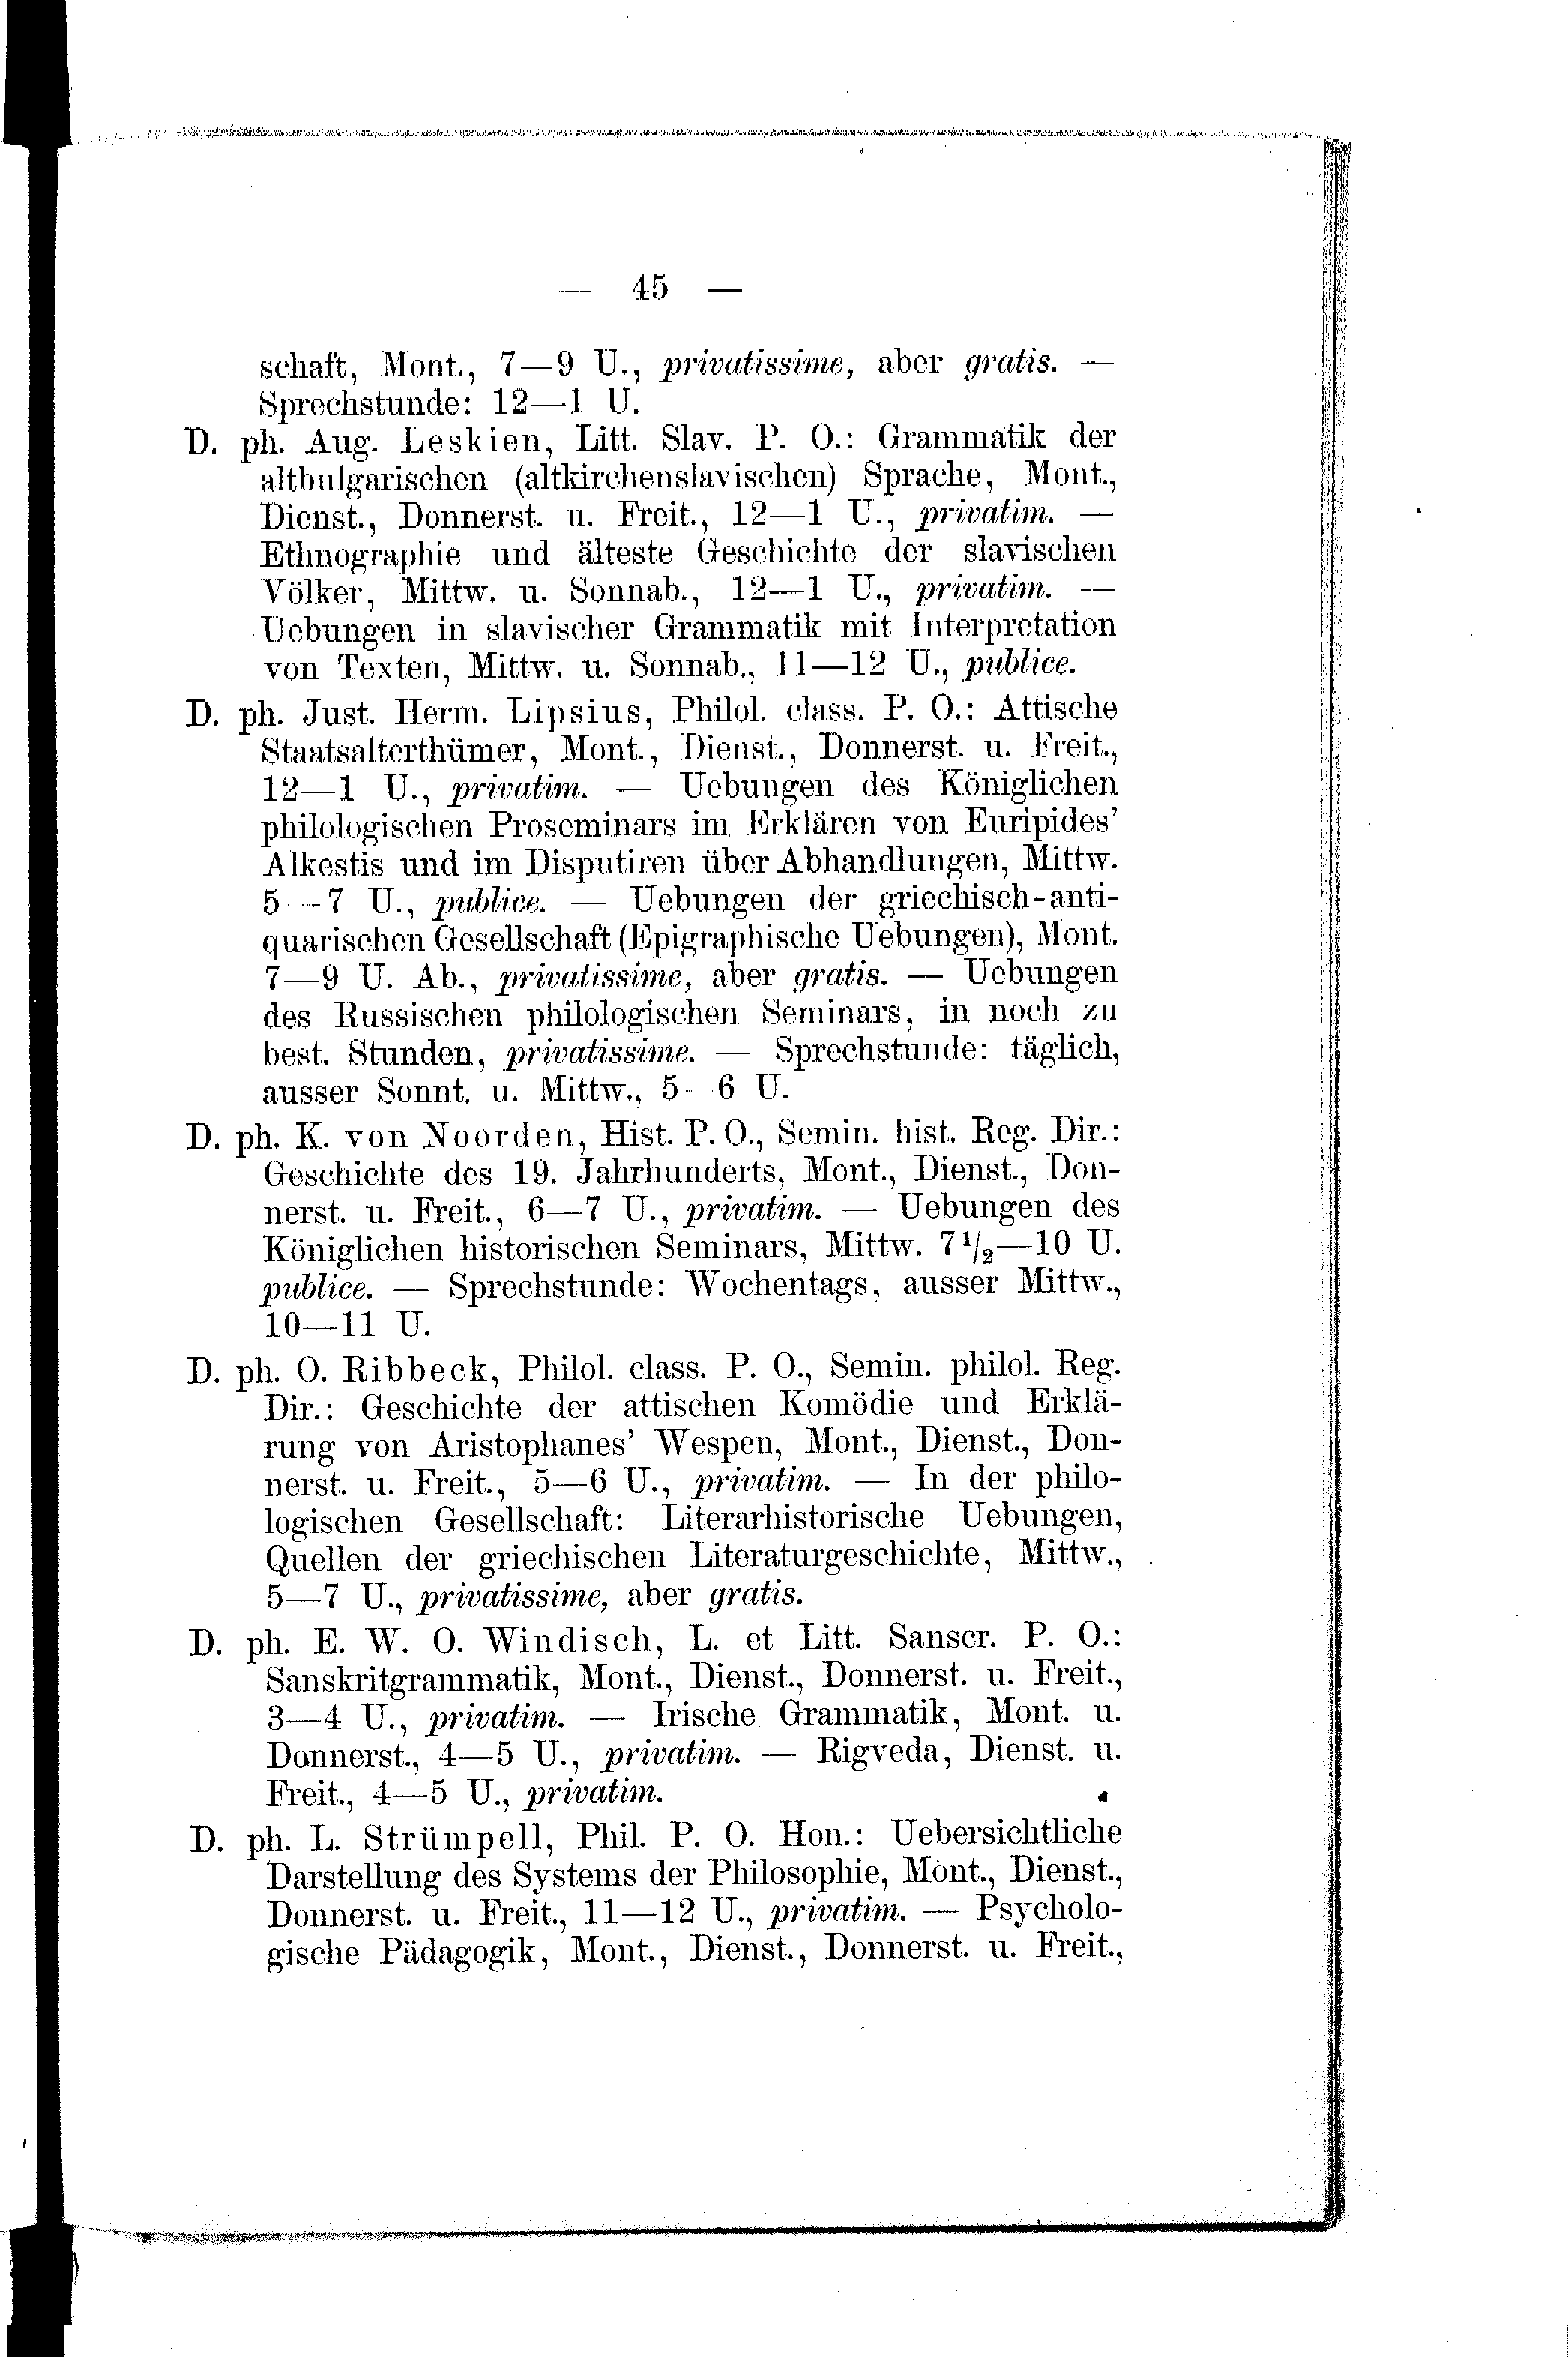 — 45 —
schaft, Mont., 7—9 U., privatissime, aber gratis. —
Sprechstunde: 12—1 U.
D. ph. Aug. Leskien, Litt. Slav. P. O.: Grammatik der
altbulgarischen (altkirchenslavischen) Sprache, Mont.,
Dienst., Donnerst. u. Freit., 12—1 U., privatim. —
Ethnographie und älteste Geschichte der slavischen
Völker, Mittw. u. Sonnab., 12—1 U., privatim. —
Uebungen in slavischer Grammatik mit Interpretation
von Texten, Mittw. u. Sonnab., 11—12 U., publice.
D. ph. Just. Herm. Lipsius, Philol. class. P. O.: Attische
Staatsalterthümer, Mont., Dienst., Donnerst. u. Freit.,
12—1 U., privatim. — Uebungen des Königlichen
philologischen Proseminars im Erklären von Euripides’
Alkestis und im Disputiren über Abhandlungen, Mittw.
5—7 U., publice. — Uebungen der griechisch-anti-
quarischen Gesellschaft (Epigraphische Uebungen), Mont.
7—9 U. Ab., privatissime, aber gratis. — Uebungen
des Russischen philologischen Seminars, in noch zu
best. Stunden, privatissime. — Sprechstunde: täglich,
ausser Sonnt. u. Mittw., 5—6 U.
D. ph. K. von Noorden, Hist. P. O., Semin. hist. Reg. Dir.:
Geschichte des 19. Jahrhunderts, Mont., Dienst., Don-
nerst. u. Freit., 6—7 U., privatim. — Uebungen des
Königlichen historischen Seminars, Mittw. 7 1/2—10 U.
publice. — Sprechstunde: Wochentags, ausser Mittw.,
10—11 U.
D. ph. O. Ribbeck, Philol. class. P. O., Semin. philol. Reg.
Dir.: Geschichte der attischen Komödie und Erklä-
rung von Aristophanes’ Wespen, Mont., Dienst., Don-
nerst. u. Freit., 5—6 U., privatim. — In der philo-
logischen Gesellschaft: Literarhistorische Uebungen,
Quellen der griechischen Literaturgeschichte, Mittw.,
5—7 U., privatissime, aber gratis.
D. ph. E. W. O. Windisch, L. et Litt. Sanscr. P. O.:
Sanskritgrammatik, Mont., Dienst., Donnerst. u. Freit.,
3—4 U., privatim. — Irische Grammatik, Mont. u.
Donnerst., 4—5 U., privatim. — Rigveda, Dienst. u.
Freit., 4—5 U., privatim.
D. ph. L. Strümpell, Phil. P. O. Hon.: Uebersichtliche
Darstellung des Systems der Philosophie, Mont., Dienst.,
Donnerst. u. Freit., 11—12 U., privatim. — Psycholo-
gische Pädagogik, Mont., Dienst., Donnerst. u. Freit.,